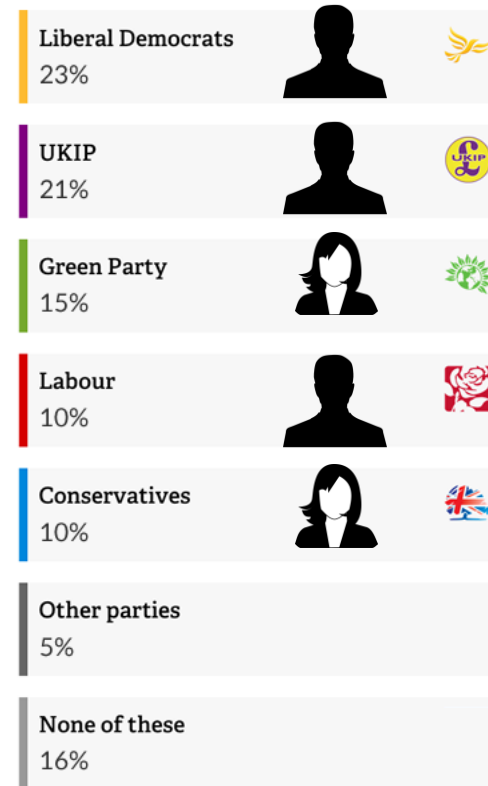 Liberal Democrats
23%
UKIP
21%
UKIP
£
Green Party
15%
Labour
10%
Conservatives
10%
Other parties
5%
None of these
16%